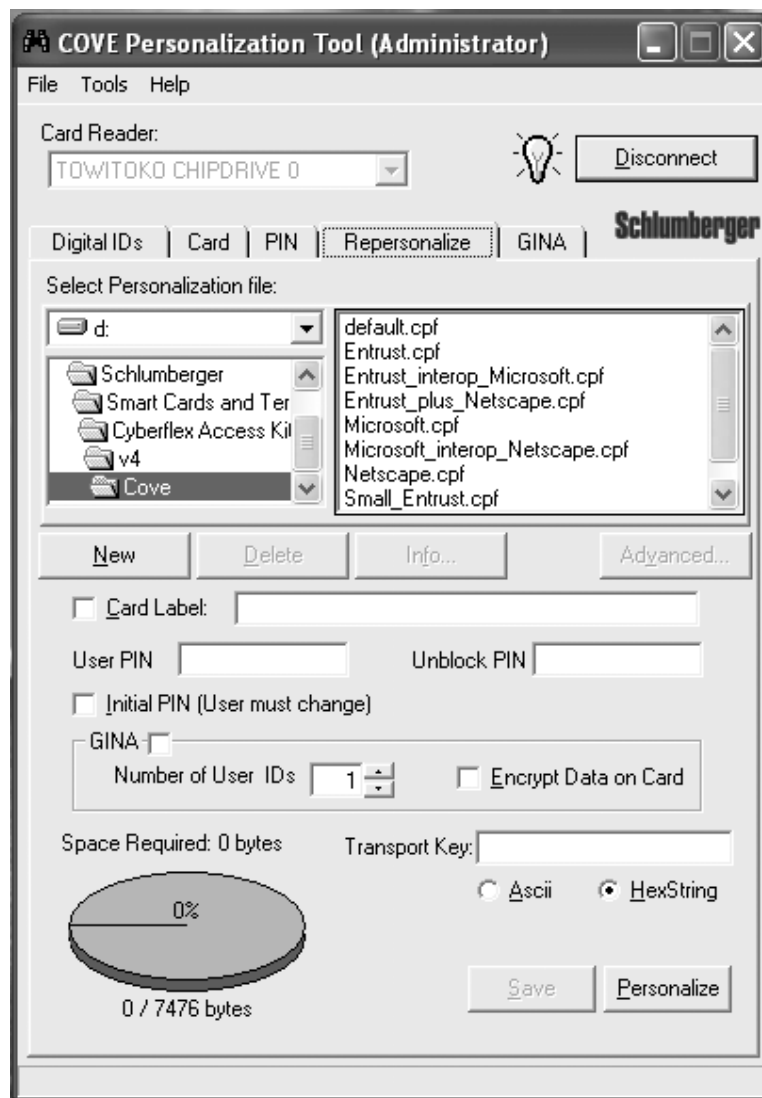 COVE Personalization Tool (Administrator)
File Tools Help
Card Reader:
TOWITOKO CHIPDRIVE 0
Disconnect
Schlumberger
Digital IDs Card PIN Repersonalize GINA
Select Personalization file:
d:
Schlumberger
Smart Cards and Ter
Cyberflex Access Kit
v4
Cove
default.cpf
Entrust.cpf
Entrust_interop_Microsoft.cpf
Entrust_plus_Netscape.cpf
Microsoft.cpf
Microsoft_interop_Netscape.cpf
Netscape.cpf
Small_Entrust.cpf
New Delete Info... Advanced...
Card Label:
User PIN Unblock PIN
Initial PIN (User must change)
GINA
Number of User IDs 1 Encrypt Data on Card
Space Required: 0 bytes Transport Key:
Ascii HexString
0%
0 / 7476 bytes
Save Personalize